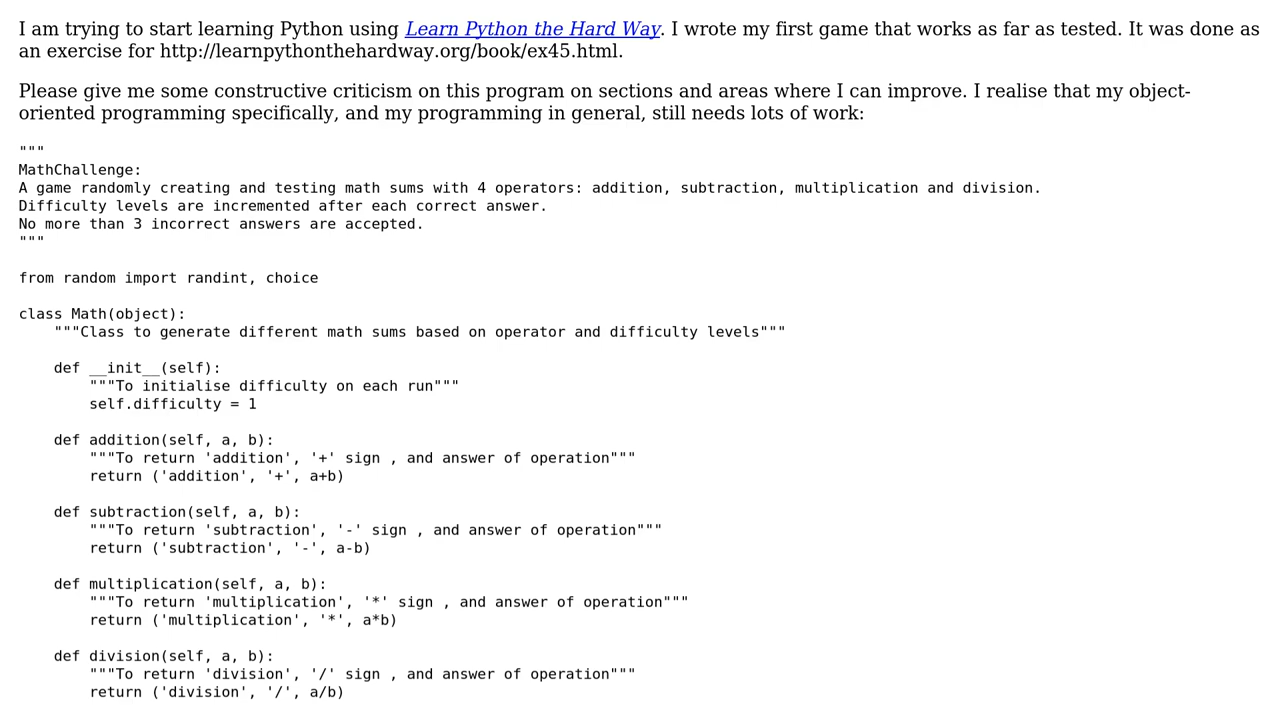 I am trying to start learning Python using Learn Python the Hard Way. I wrote my first game that works as far as tested. It was done as
an exercise for http://learnpythonthehardway.org/book/ex45.html.
Please give me some constructive criticism on this program on sections and areas where I can improve. I realise that my object-
oriented programming specifically, and my programming in general, still needs lots of work:
"""
MathChallenge:
A game randomly creating and testing math sums with 4 operators: addition, subtraction, multiplication and division.
Difficulty levels are incremented after each correct answer.
No more than 3 incorrect answers are accepted.
"""
from random import randint, choice
class Math(object):
    """Class to generate different math sums based on operator and difficulty levels"""
    def __init__(self):
        """To initialise difficulty on each run"""
        self.difficulty = 1
    def addition(self, a, b):
        """To return 'addition', '+' sign , and answer of operation"""
        return ('addition', '+', a+b)
    def subtraction(self, a, b):
        """To return 'subtraction', '-' sign , and answer of operation"""
        return ('subtraction', '-', a-b)
    def multiplication(self, a, b):
        """To return 'multiplication', '*' sign , and answer of operation"""
        return ('multiplication', '*', a*b)
    def division(self, a, b):
        """To return 'division', '/' sign , and answer of operation"""
        return ('division', '/', a/b)